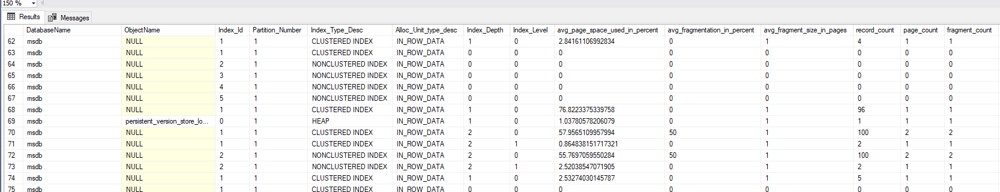 150 %
Results Messages
DatabaseName ObjectName Index_Id Partition_Number Index_Type_Desc Alloc_Unit_type_desc Index_Depth Index_Level avg_page_space_used_in_percent avg_fragmentation_in_percent avg_fragment_size_in_pages record_count page_count fragment_count
62 msdb NULL 1 1 CLUSTERED INDEX IN_ROW_DATA 1 0 2.84161106992834 0 1 4 1 1
63 msdb NULL 1 1 CLUSTERED INDEX IN_ROW_DATA 0 0 0 0 0 0 0 0
64 msdb NULL 2 1 NONCLUSTERED INDEX IN_ROW_DATA 0 0 0 0 0 0 0 0
65 msdb NULL 3 1 NONCLUSTERED INDEX IN_ROW_DATA 0 0 0 0 0 0 0 0
66 msdb NULL 4 1 NONCLUSTERED INDEX IN_ROW_DATA 0 0 0 0 0 0 0 0
67 msdb NULL 5 1 NONCLUSTERED INDEX IN_ROW_DATA 0 0 0 0 0 0 0 0
68 msdb NULL 1 1 CLUSTERED INDEX IN_ROW_DATA 1 0 76.8223375339758 0 1 96 1 1
69 msdb persistent_version_store_lo... 0 1 HEAP IN_ROW_DATA 1 0 1.03780578206079 0 1 1 1 1
70 msdb NULL 1 1 CLUSTERED INDEX IN_ROW_DATA 2 0 57.9565109957994 50 1 100 2 2
71 msdb NULL 1 1 CLUSTERED INDEX IN_ROW_DATA 2 1 0.864838151717321 0 1 2 1 1
72 msdb NULL 2 1 NONCLUSTERED INDEX IN_ROW_DATA 2 0 55.7697059550284 50 1 100 2 2
73 msdb NULL 2 1 NONCLUSTERED INDEX IN_ROW_DATA 2 1 2.52038547071905 0 1 2 1 1
74 msdb NULL 1 1 CLUSTERED INDEX IN_ROW_DATA 1 0 2.53274030145787 0 1 5 1 1
75 msdb NULL 1 1 CLUSTERED INDEX IN_ROW_DATA 0 0 0 0 0 0 0 0